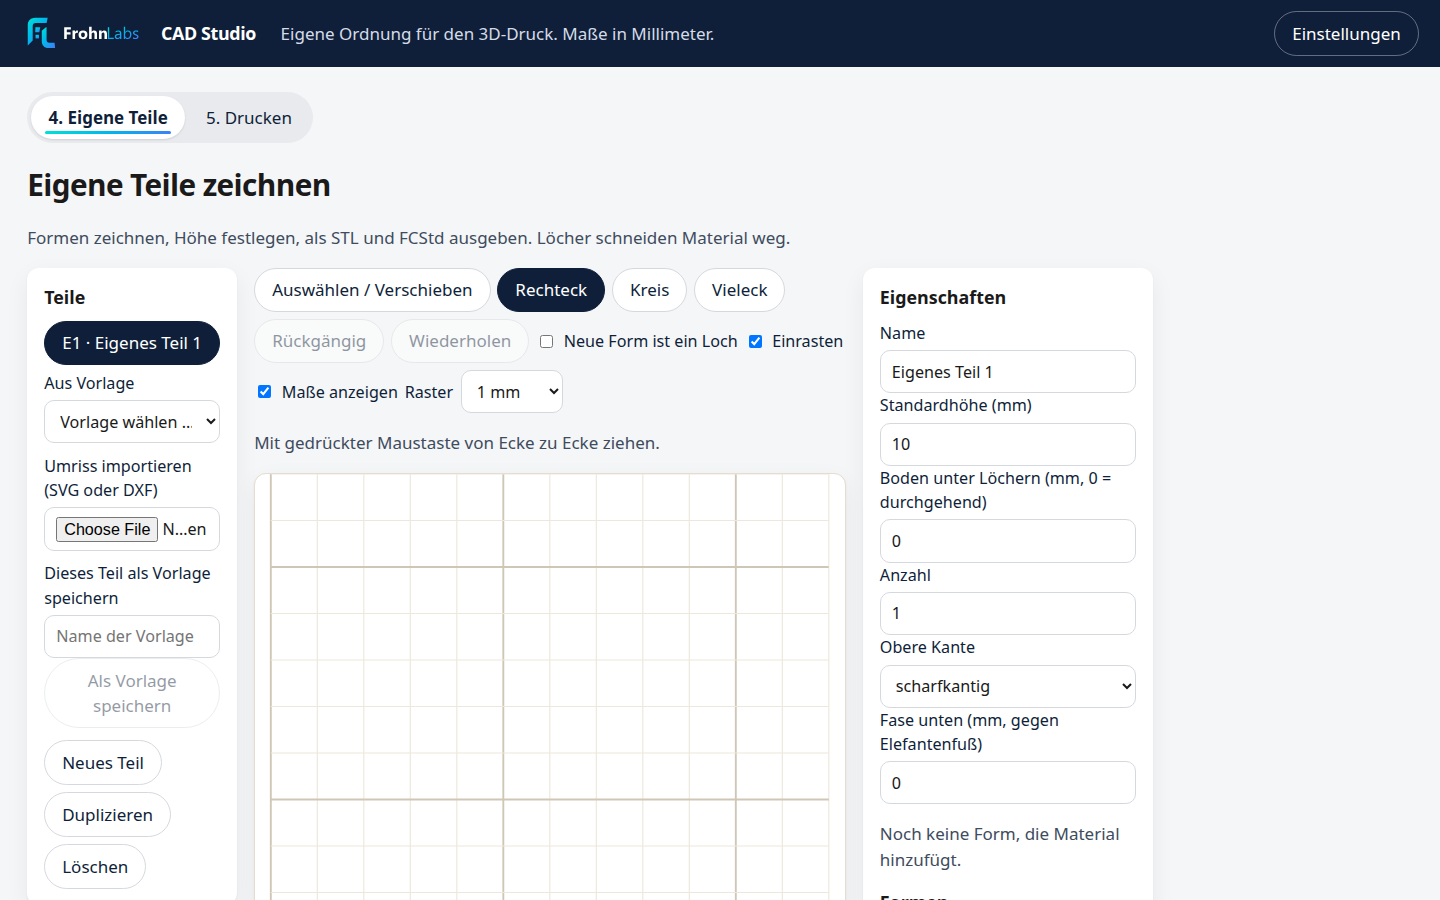 FrohnLabs CAD Studio Eigene Ordnung für den 3D-Druck. Maße in Millimeter. Einstellungen
4. Eigene Teile 5. Drucken
Eigene Teile zeichnen
Formen zeichnen, Höhe festlegen, als STL und FCStd ausgeben. Löcher schneiden Material weg.
Teile
E1 · Eigenes Teil 1
Aus Vorlage
Vorlage wählen ...
Umriss importieren
(SVG oder DXF)
Choose File N...en
Dieses Teil als Vorlage
speichern
Name der Vorlage
Als Vorlage
speichern
Neues Teil
Duplizieren
Löschen
Auswählen / Verschieben Rechteck Kreis Vieleck
Rückgängig Wiederholen Neue Form ist ein Loch Einrasten
Maße anzeigen Raster 1 mm
Mit gedrückter Maustaste von Ecke zu Ecke ziehen.
Eigenschaften
Name
Eigenes Teil 1
Standardhöhe (mm)
10
Boden unter Löchern (mm, 0 =
durchgehend)
0
Anzahl
1
Obere Kante
scharfkantig
Fase unten (mm, gegen
Elefantenfuß)
0
Noch keine Form, die Material
hinzufügt.
Formen